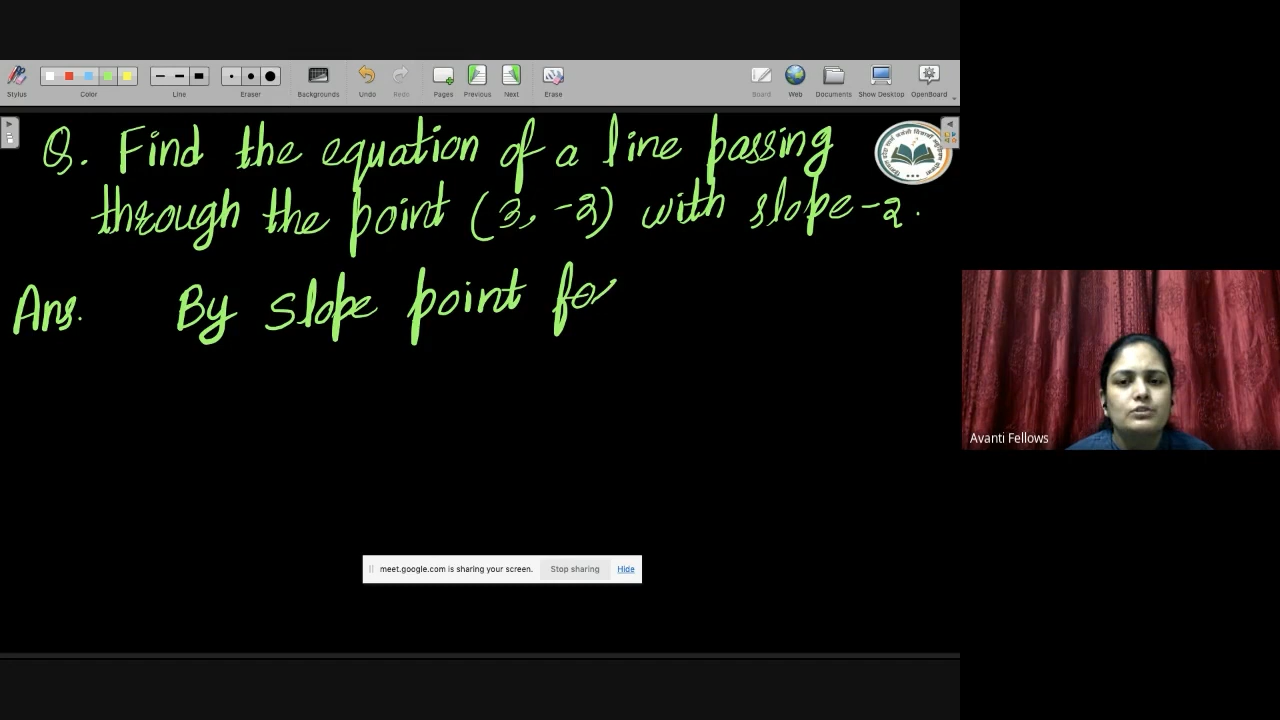 Stylus
Color
Line
Eraser
Backgrounds
Undo
Redo
Pages
Previous
Next
Erase
Board
Web
Documents
Show Desktop
OpenBoard
Q. Find the equation of a line passing
through the point (3, -2) with slope -2.
Ans. By slope point for
Avanti Fellows
meet.google.com is sharing your screen. Stop sharing Hide